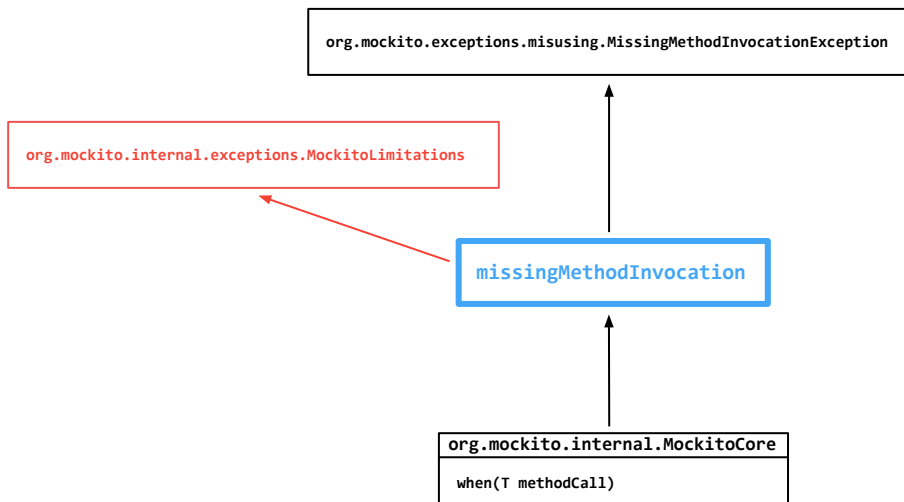 org.mockito.exceptions.misusing.MissingMethodInvocationException
org.mockito.internal.exceptions.MockitoLimitations
missingMethodInvocation
org.mockito.internal.MockitoCore
when(T methodCall)